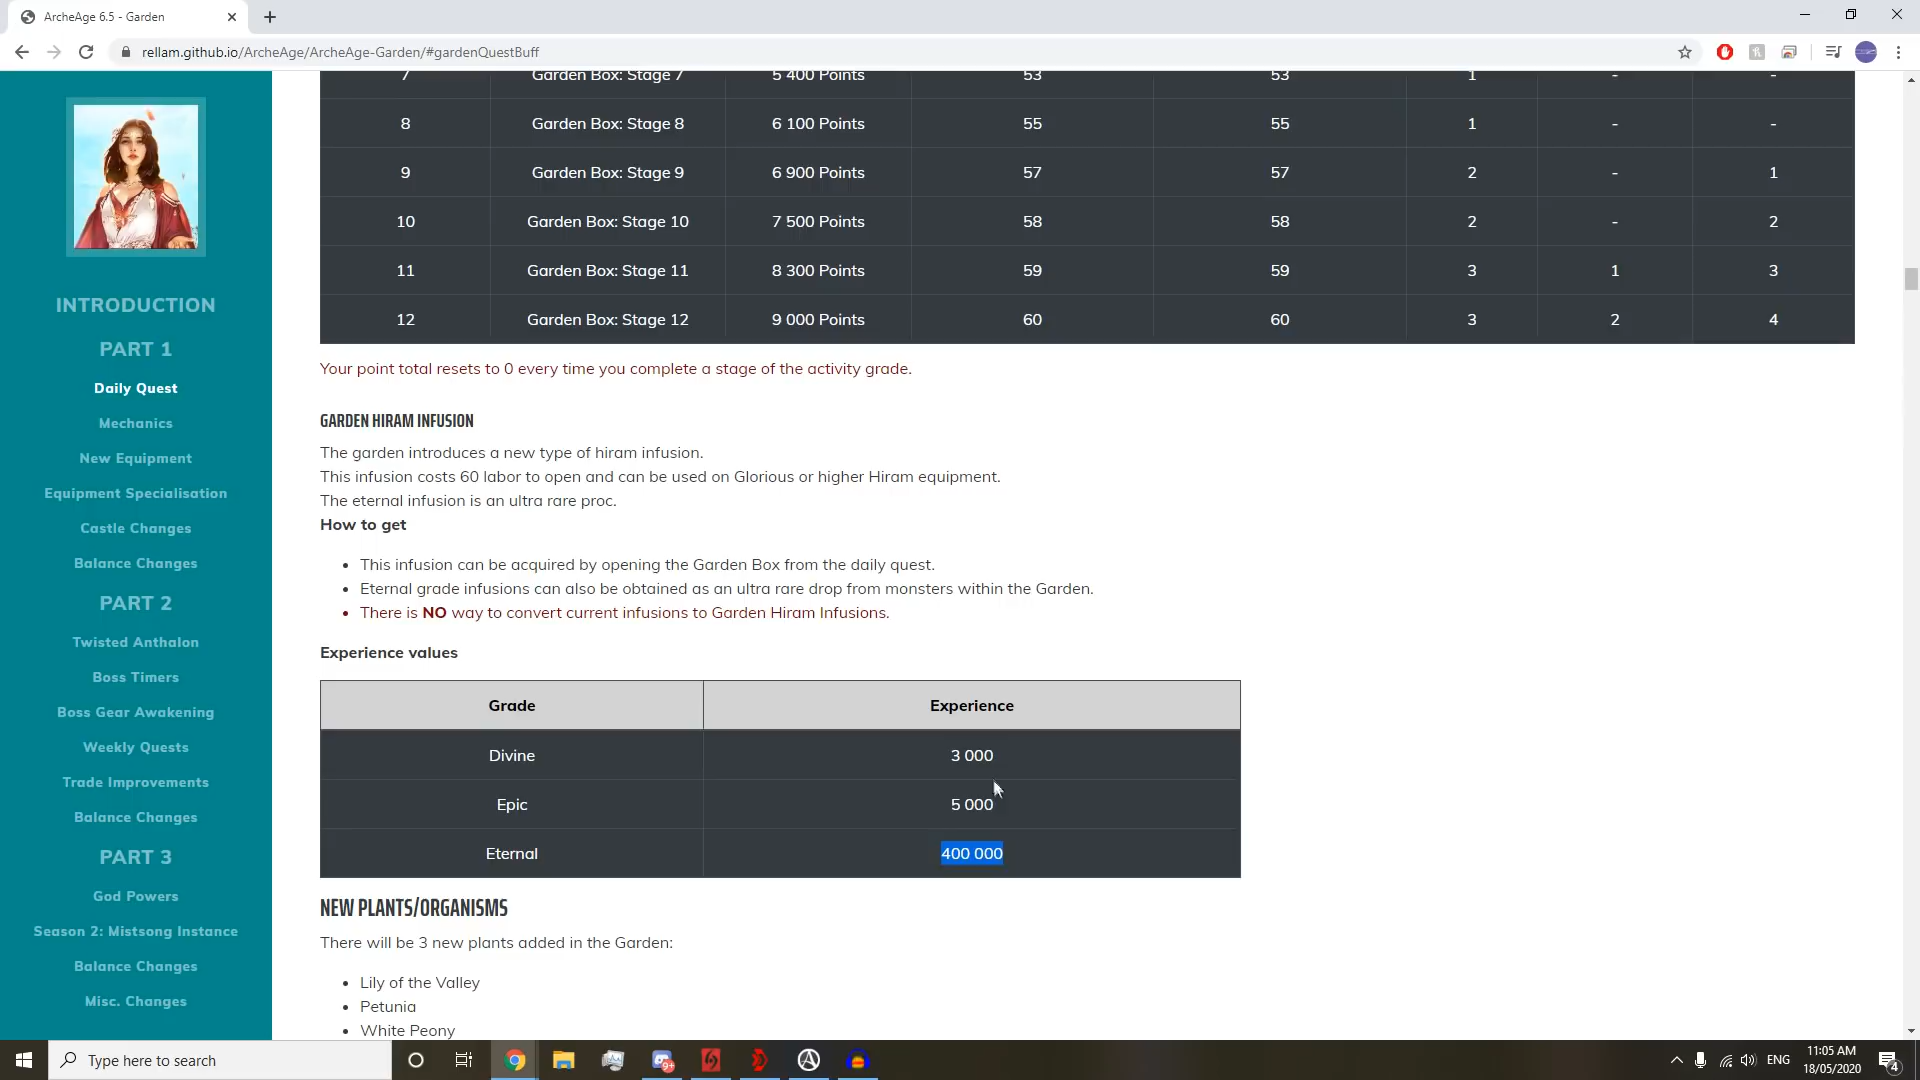 ArcheAge 6.5 - Garden
rellam.github.io/ArcheAge/ArcheAge-Garden/#gardenQuestBuff
INTRODUCTION
PART 1
Daily Quest
Mechanics
New Equipment
Equipment Specialisation
Castle Changes
Balance Changes
PART 2
Twisted Anthalon
Boss Timers
Boss Gear Awakening
Weekly Quests
Trade Improvements
Balance Changes
PART 3
God Powers
Season 2: Mistsong Instance
Balance Changes
Misc. Changes
7 Garden Box: Stage 7 5 400 Points 53 53 1 - -
8 Garden Box: Stage 8 6 100 Points 55 55 1 - -
9 Garden Box: Stage 9 6 900 Points 57 57 2 - 1
10 Garden Box: Stage 10 7 500 Points 58 58 2 - 2
11 Garden Box: Stage 11 8 300 Points 59 59 3 1 3
12 Garden Box: Stage 12 9 000 Points 60 60 3 2 4
Your point total resets to 0 every time you complete a stage of the activity grade.
GARDEN HIRAM INFUSION
The garden introduces a new type of hiram infusion.
This infusion costs 60 labor to open and can be used on Glorious or higher Hiram equipment.
The eternal infusion is an ultra rare proc.
How to get
• This infusion can be acquired by opening the Garden Box from the daily quest.
• Eternal grade infusions can also be obtained as an ultra rare drop from monsters within the Garden.
• There is NO way to convert current infusions to Garden Hiram Infusions.
Experience values
Grade Experience
Divine 3 000
Epic 5 000
Eternal 400 000
NEW PLANTS/ORGANISMS
There will be 3 new plants added in the Garden:
• Lily of the Valley
• Petunia
• White Peony
Type here to search
9+
ENG
11:05 AM
18/05/2020
4